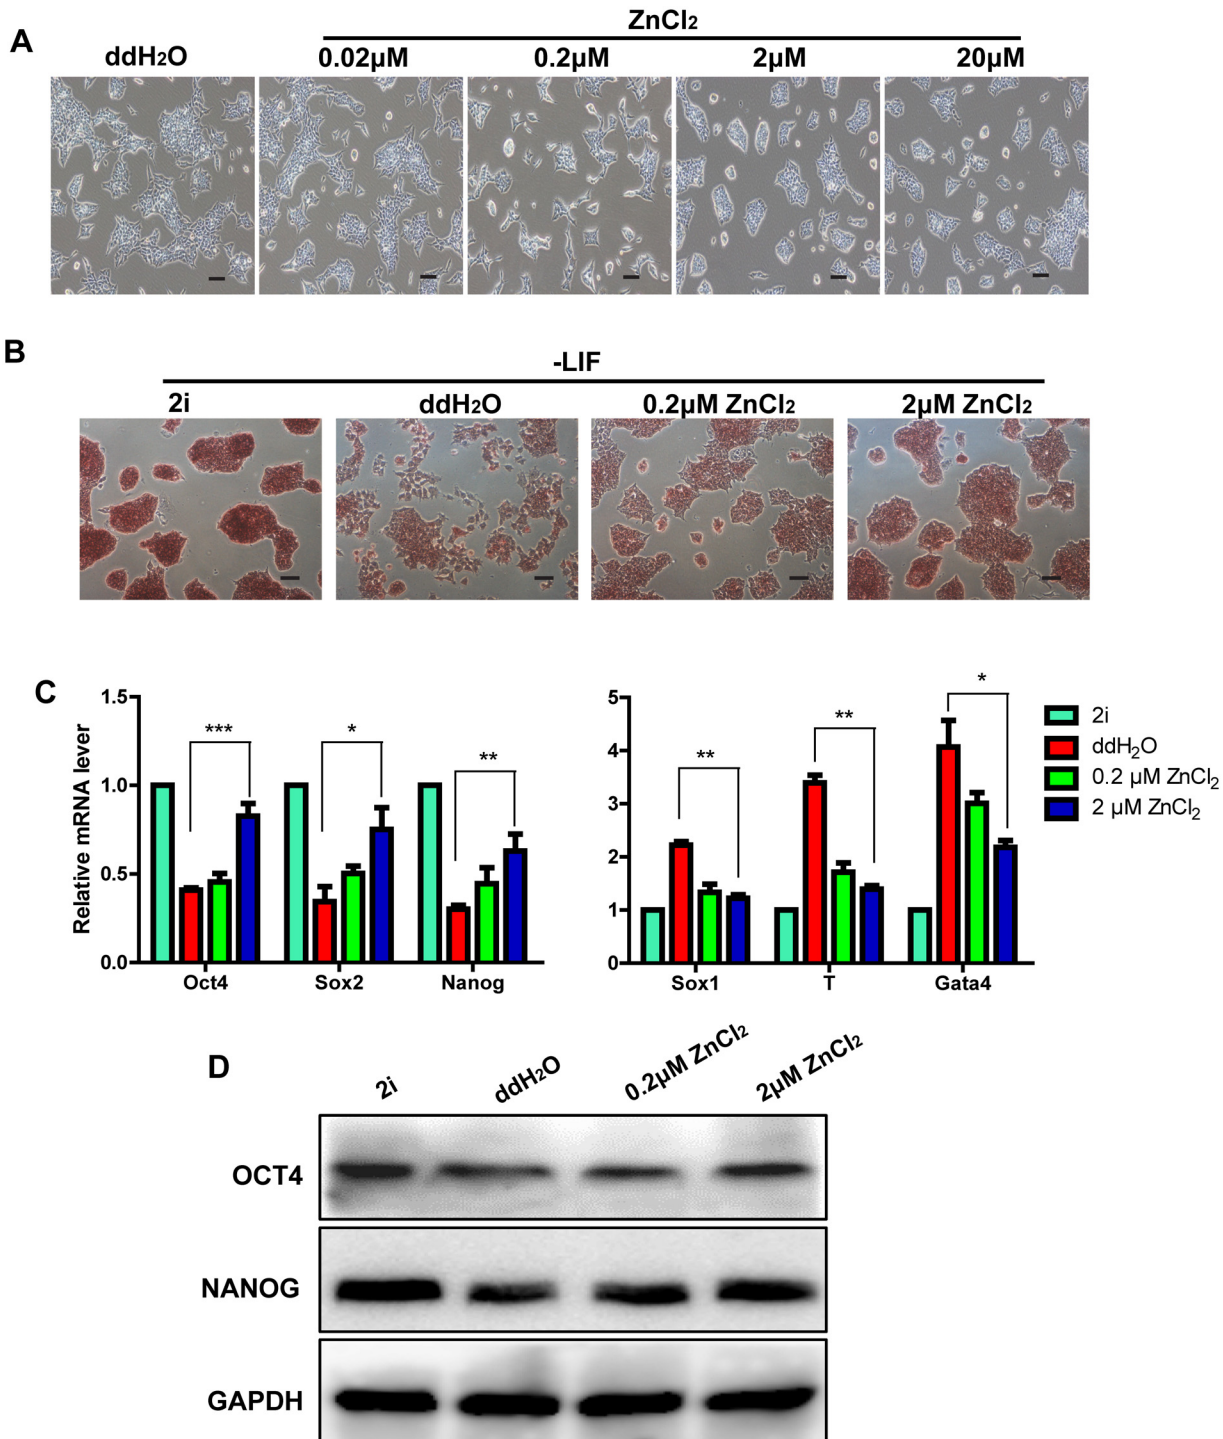 A
ZnCl2
ddH2O 0.02μM 0.2μM 2μM 20μM
B
-LIF
2i ddH2O 0.2μM ZnCl2 2μM ZnCl2
C
Relative mRNA lever
1.5
1.0
0.5
0.0
*** * **
Oct4 Sox2 Nanog
5
4
3
2
1
0
** ** *
Sox1 T Gata4
2i
ddH2O
0.2 μM ZnCl2
2 μM ZnCl2
D
2i ddH2O 0.2μM ZnCl2 2μM ZnCl2
OCT4
NANOG
GAPDH